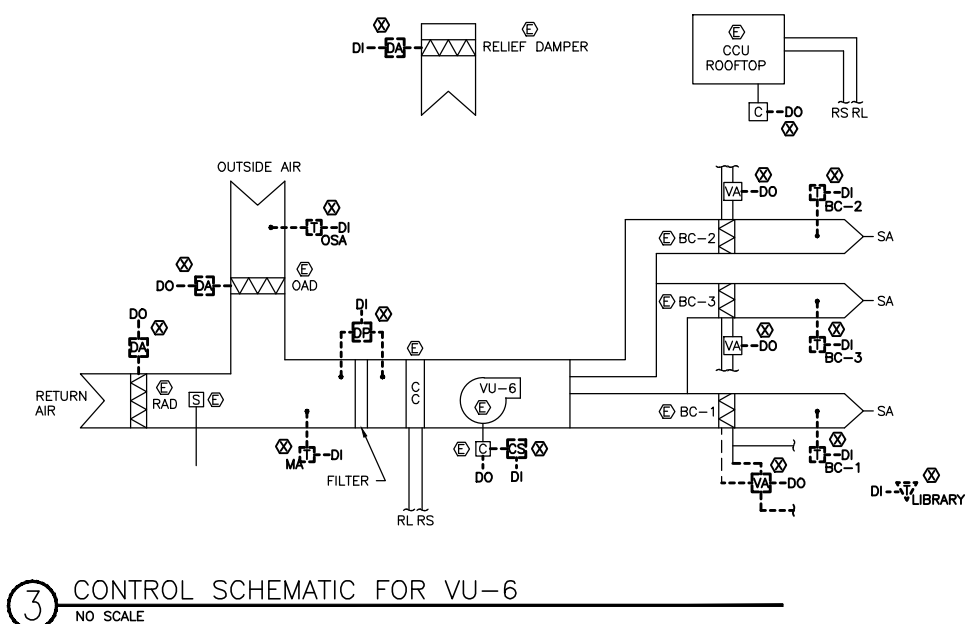 X
DI DA
E
RELIEF DAMPER
E
CCU
ROOFTOP
C DO
X
RS RL
OUTSIDE AIR
X
T DI
OSA
X
DO DA
E
OAD
DO
X
DA
RETURN
AIR
E
RAD
S E
X
MA
T DI
DI
X
DP
FILTER
E
CC
RL RS
VU-6
E
E C CS X
DO DI
X
VA DO
X
T DI
BC-2
E BC-2
SA
E BC-3
SA
X
VA DO
X
T DI
BC-3
E BC-1
SA
X
T DI
BC-1
X
VA DO
X
DI T
LIBRARY
3 CONTROL SCHEMATIC FOR VU-6
NO SCALE